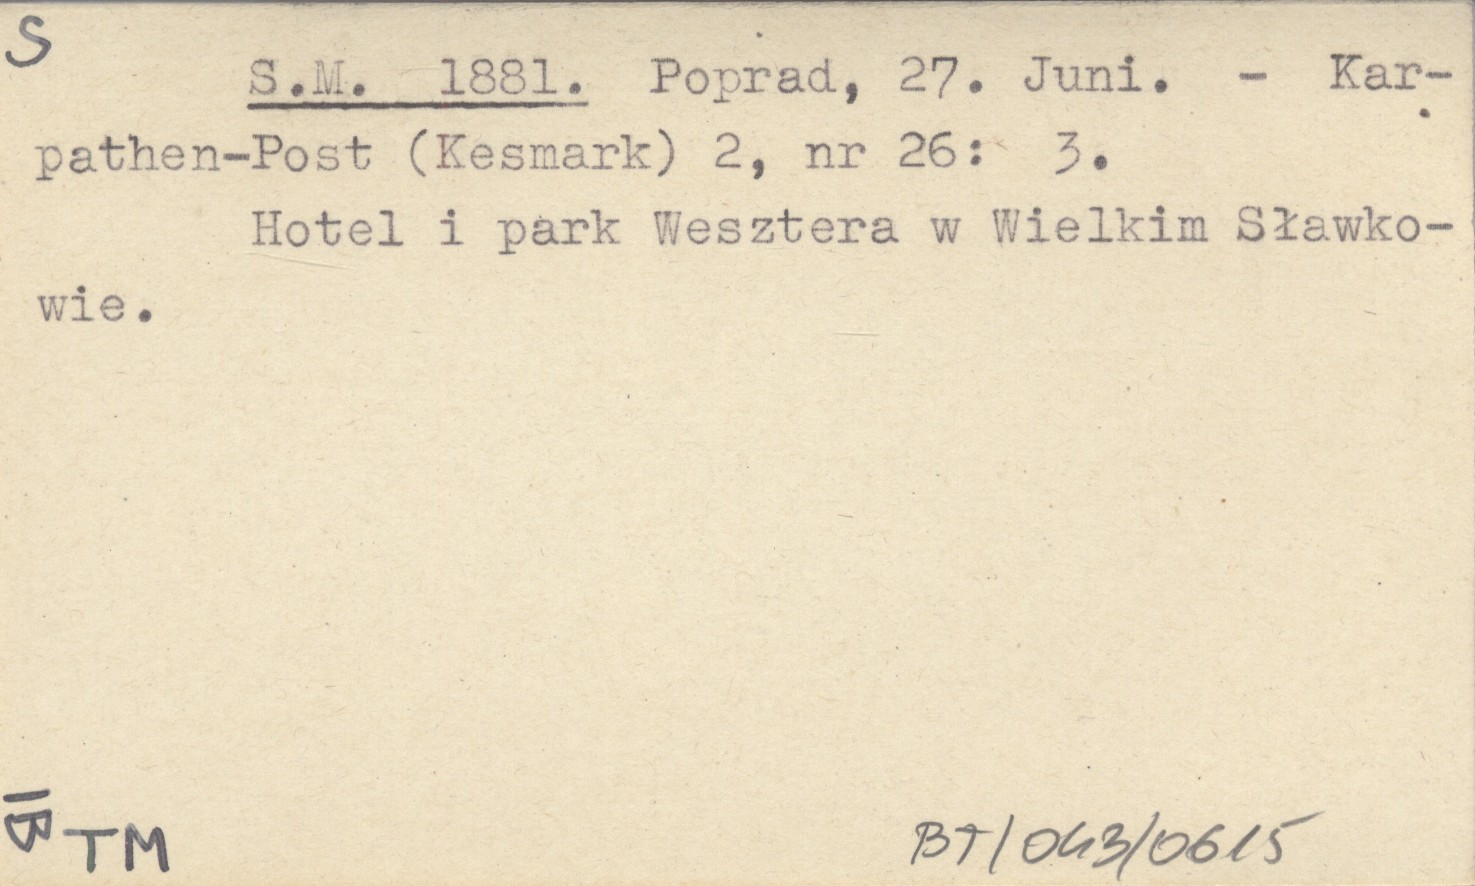 S
S.M. 1881. Poprad, 27. Juni. - Kar-
pathen-Post (Kesmark) 2, nr 26: 3.
Hotel i park Wesztera w Wielkim Sławko-
wie.
IB TM
BT/043/0615